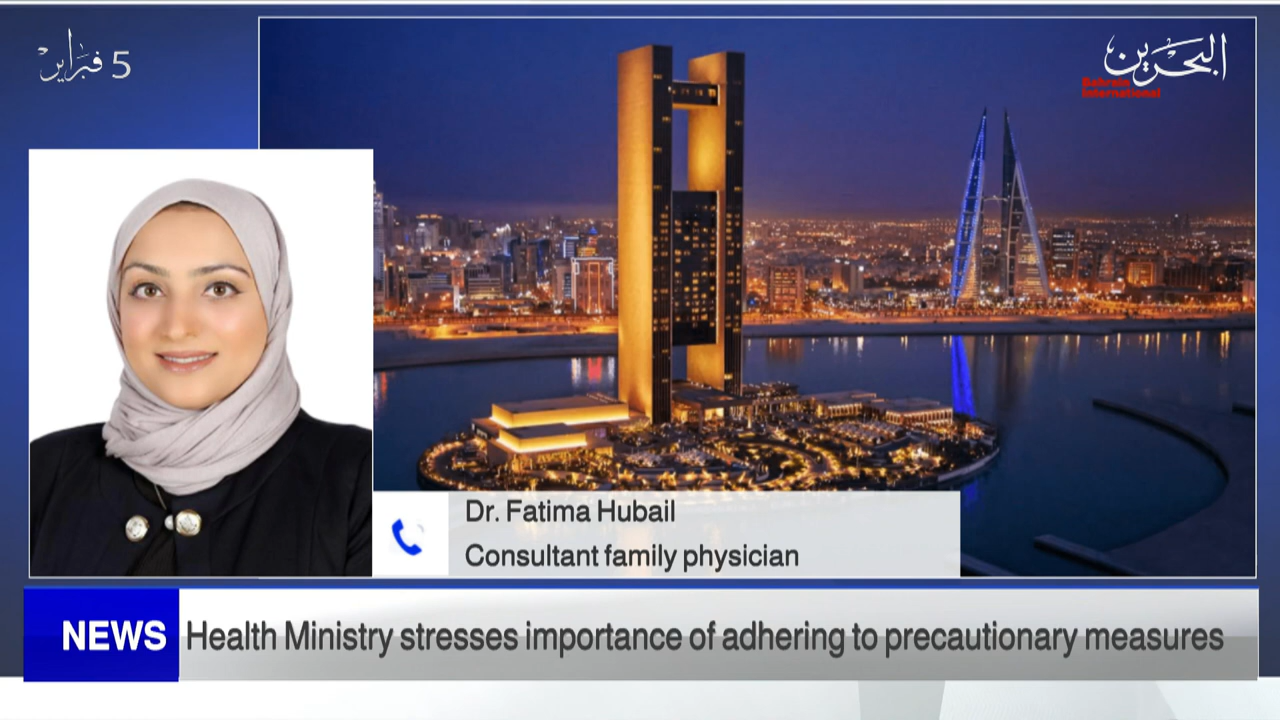 5 فبراير
البحرين
Bahrain
International
Dr. Fatima Hubail
Consultant family physician
NEWS
Health Ministry stresses importance of adhering to precautionary measures